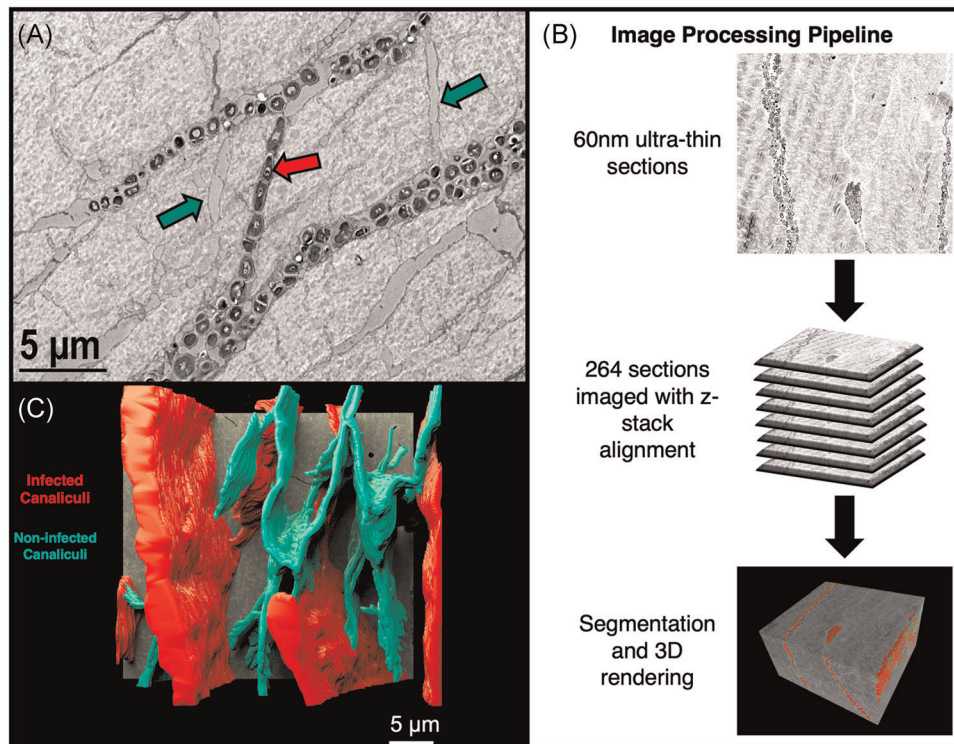 (A)
5 µm
(B)
Image Processing Pipeline
60nm ultra-thin
sections
264 sections
imaged with z-
stack
alignment
Segmentation
and 3D
rendering
(C)
Infected
Canaliculi
Non-infected
Canaliculi
5 µm